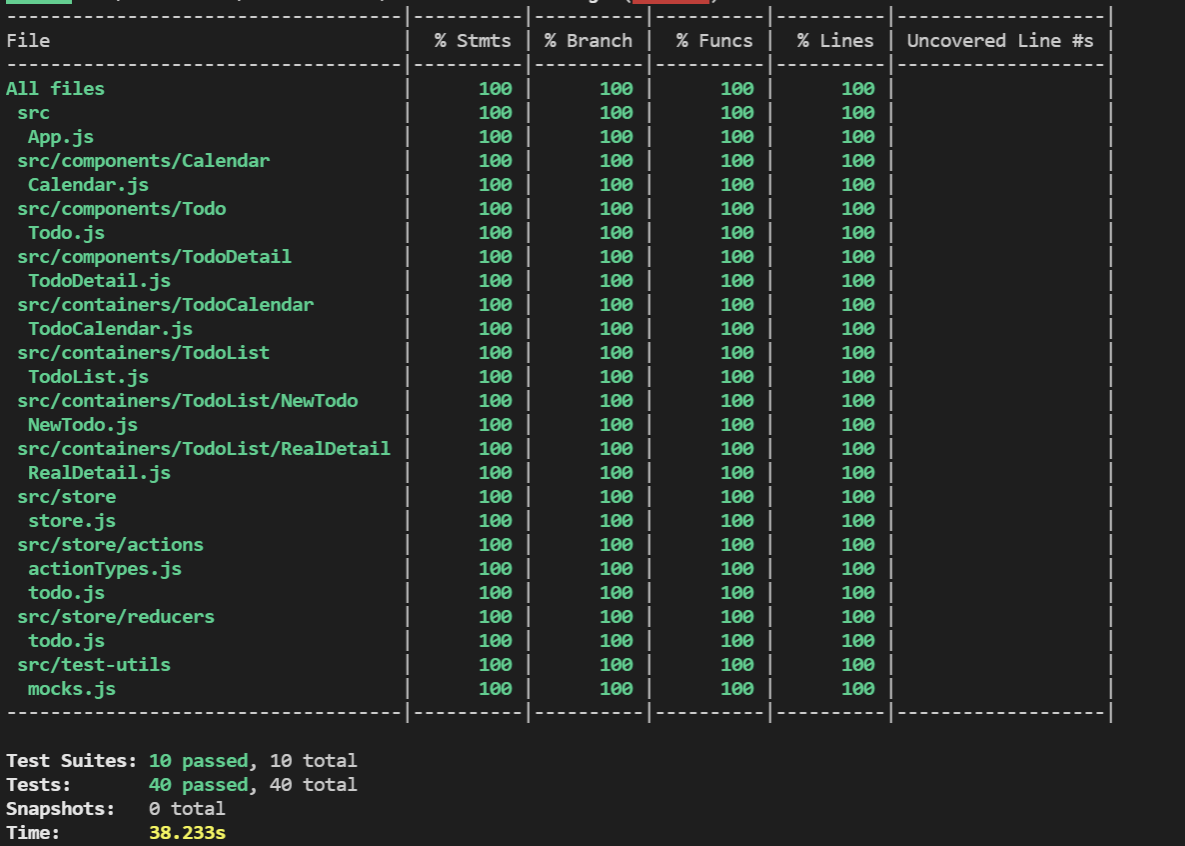 ----------------------------------|----------|----------|----------|----------|-------------------|
File                              |  % Stmts | % Branch |  % Funcs |  % Lines | Uncovered Line #s |
----------------------------------|----------|----------|----------|----------|-------------------|
All files                         |      100 |      100 |      100 |      100 |                   |
 src                              |      100 |      100 |      100 |      100 |                   |
  App.js                          |      100 |      100 |      100 |      100 |                   |
 src/components/Calendar          |      100 |      100 |      100 |      100 |                   |
  Calendar.js                     |      100 |      100 |      100 |      100 |                   |
 src/components/Todo              |      100 |      100 |      100 |      100 |                   |
  Todo.js                         |      100 |      100 |      100 |      100 |                   |
 src/components/TodoDetail        |      100 |      100 |      100 |      100 |                   |
  TodoDetail.js                   |      100 |      100 |      100 |      100 |                   |
 src/containers/TodoCalendar      |      100 |      100 |      100 |      100 |                   |
  TodoCalendar.js                 |      100 |      100 |      100 |      100 |                   |
 src/containers/TodoList          |      100 |      100 |      100 |      100 |                   |
  TodoList.js                     |      100 |      100 |      100 |      100 |                   |
 src/containers/TodoList/NewTodo  |      100 |      100 |      100 |      100 |                   |
  NewTodo.js                      |      100 |      100 |      100 |      100 |                   |
 src/containers/TodoList/RealDetail |      100 |      100 |      100 |      100 |                   |
  RealDetail.js                   |      100 |      100 |      100 |      100 |                   |
 src/store                        |      100 |      100 |      100 |      100 |                   |
  store.js                        |      100 |      100 |      100 |      100 |                   |
 src/store/actions                |      100 |      100 |      100 |      100 |                   |
  actionTypes.js                  |      100 |      100 |      100 |      100 |                   |
  todo.js                         |      100 |      100 |      100 |      100 |                   |
 src/store/reducers               |      100 |      100 |      100 |      100 |                   |
  todo.js                         |      100 |      100 |      100 |      100 |                   |
 src/test-utils                   |      100 |      100 |      100 |      100 |                   |
  mocks.js                        |      100 |      100 |      100 |      100 |                   |
----------------------------------|----------|----------|----------|----------|-------------------|
Test Suites: 10 passed, 10 total
Tests:       40 passed, 40 total
Snapshots:   0 total
Time:        38.233s